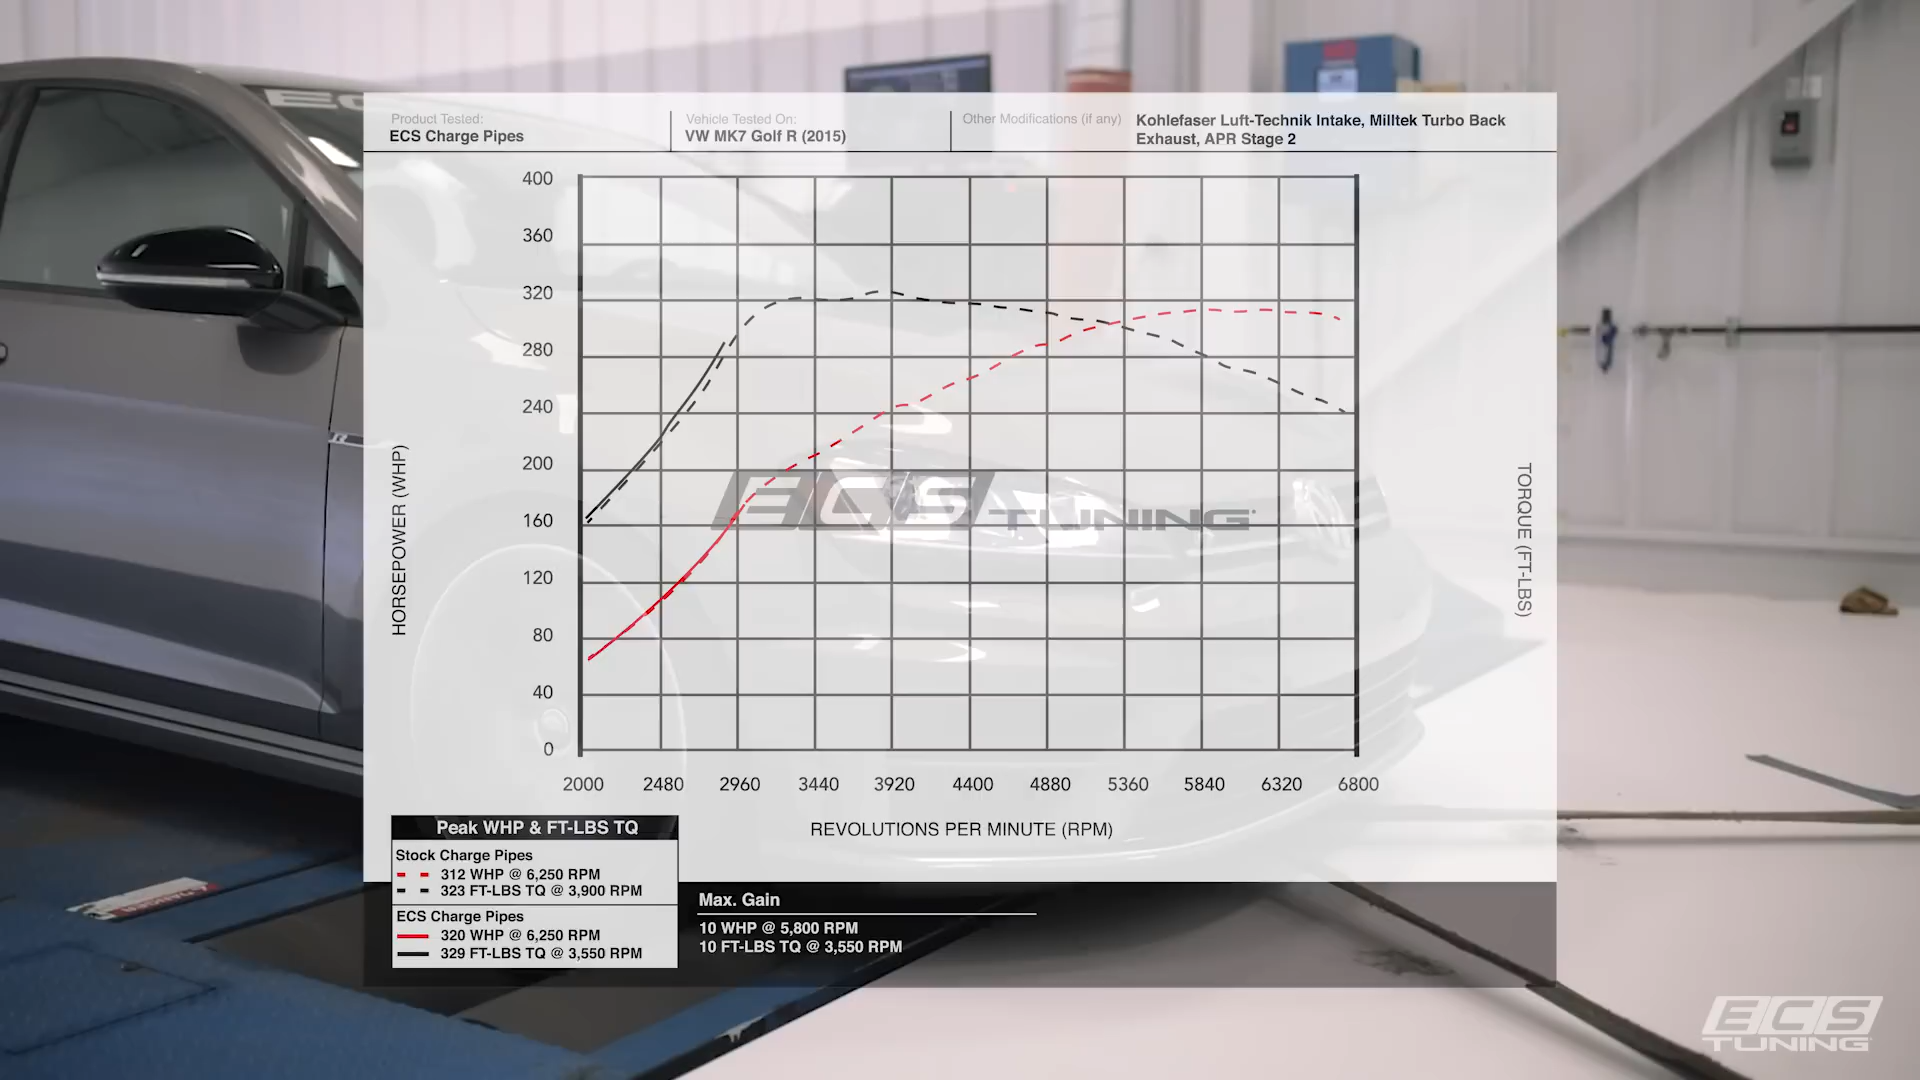 EC
Product Tested:
ECS Charge Pipes
Vehicle Tested On:
VW MK7 Golf R (2015)
Other Modifications (if any)
Kohlefaser Luft-Technik Intake, Milltek Turbo Back
Exhaust, APR Stage 2
400
360
320
280
240
200
160
120
80
40
0
HORSEPOWER (WHP)
TORQUE (FT-LBS)
R
ECS TUNING
2000 2480 2960 3440 3920 4400 4880 5360 5840 6320 6800
REVOLUTIONS PER MINUTE (RPM)
Peak WHP & FT-LBS TQ
Stock Charge Pipes
312 WHP @ 6,250 RPM
323 FT-LBS TQ @ 3,900 RPM
ECS Charge Pipes
320 WHP @ 6,250 RPM
329 FT-LBS TQ @ 3,550 RPM
Max. Gain
10 WHP @ 5,800 RPM
10 FT-LBS TQ @ 3,550 RPM
ECS
TUNING